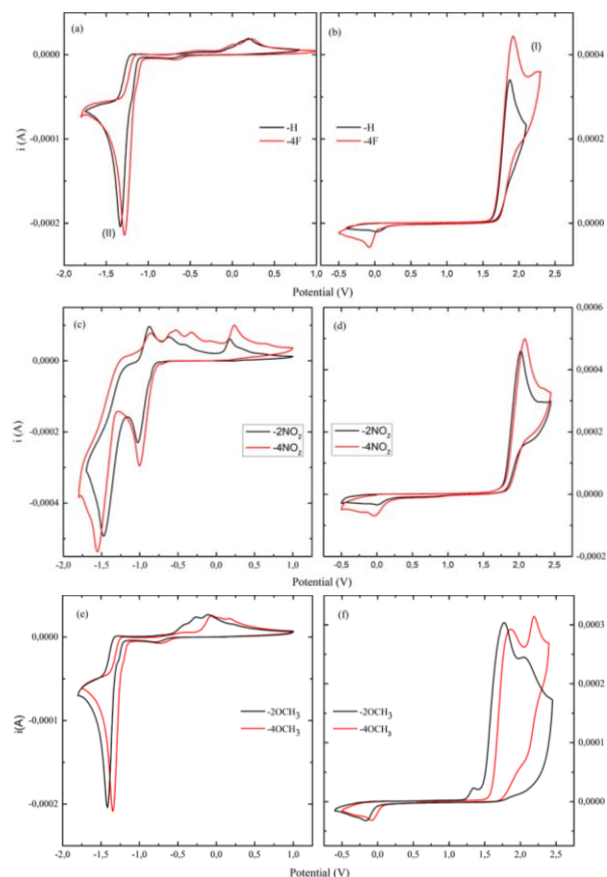 (a)
0,0000
-0,0001
-0,0002
i (A)
-H
-4F
(II)
-2,0 -1,5 -1,0 -0,5 0,0 0,5 1,0
Potential (V)
(b)
(I)
0,0004
0,0002
0,0000
-H
-4F
-0,5 0,0 0,5 1,0 1,5 2,0 2,5
Potential (V)
(c)
0,0000
-0,0002
-0,0004
i (A)
-2NO₂
-4NO₂
-2,0 -1,5 -1,0 -0,5 0,0 0,5 1,0
Potential (V)
(d)
0,0006
0,0004
0,0002
0,0000
-0,0002
-2NO₂
-4NO₂
-0,5 0,0 0,5 1,0 1,5 2,0 2,5
Potential (V)
(e)
0,0000
-0,0001
-0,0002
i(A)
-2OCH₃
-4OCH₃
-2,0 -1,5 -1,0 -0,5 0,0 0,5 1,0
Potential (V)
(f)
0,0003
0,0002
0,0001
0,0000
-2OCH₃
-4OCH₃
-0,5 0,0 0,5 1,0 1,5 2,0 2,5
Potential (V)